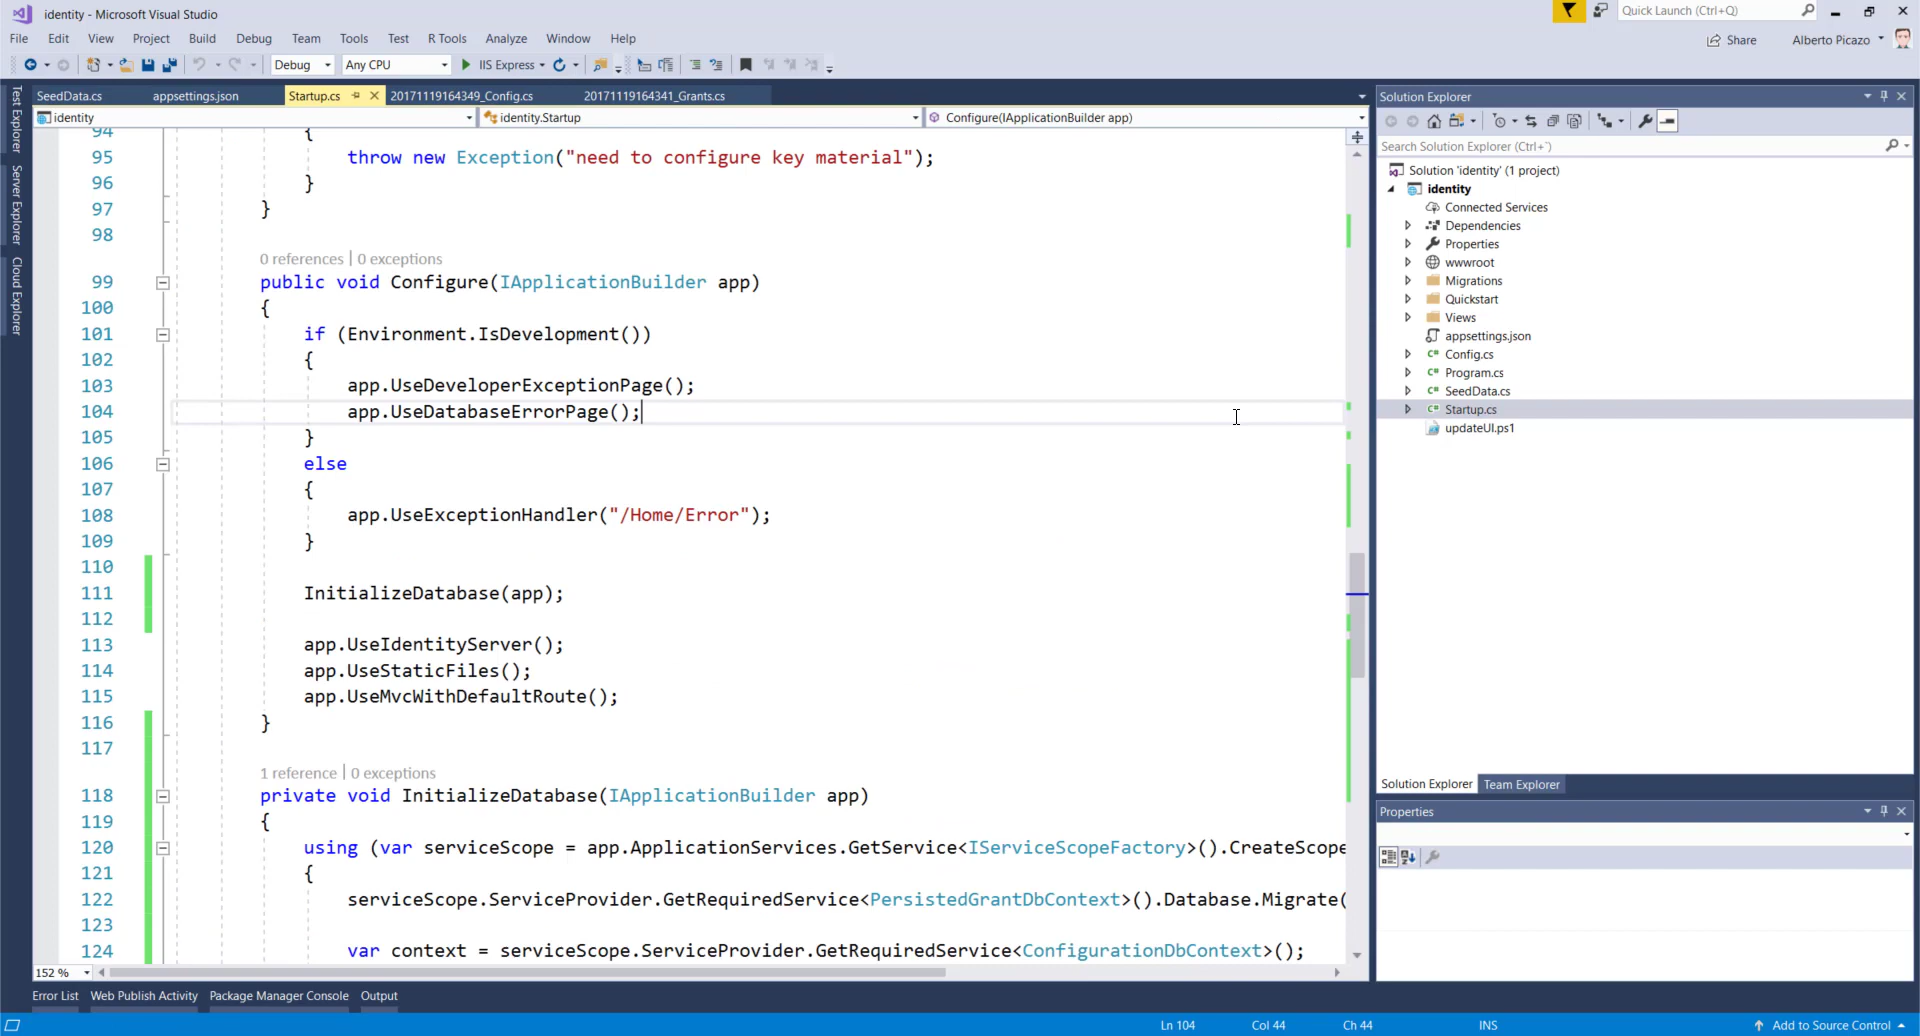 identity - Microsoft Visual Studio
Quick Launch (Ctrl+Q)
File Edit View Project Build Debug Team Tools Test R Tools Analyze Window Help
Share Alberto Picazo
Debug Any CPU IIS Express
Test Explorer
Server Explorer
Cloud Explorer
SeedData.cs appsettings.json Startup.cs 20171119164349_Config.cs 20171119164341_Grants.cs
identity identity.Startup Configure(IApplicationBuilder app)
94 {
95 throw new Exception("need to configure key material");
96 }
97 }
98
0 references | 0 exceptions
99 public void Configure(IApplicationBuilder app)
100 {
101 if (Environment.IsDevelopment())
102 {
103 app.UseDeveloperExceptionPage();
104 app.UseDatabaseErrorPage();
105 }
106 else
107 {
108 app.UseExceptionHandler("/Home/Error");
109 }
110
111 InitializeDatabase(app);
112
113 app.UseIdentityServer();
114 app.UseStaticFiles();
115 app.UseMvcWithDefaultRoute();
116 }
117
1 reference | 0 exceptions
118 private void InitializeDatabase(IApplicationBuilder app)
119 {
120 using (var serviceScope = app.ApplicationServices.GetService<IServiceScopeFactory>().CreateScope
121 {
122 serviceScope.ServiceProvider.GetRequiredService<PersistedGrantDbContext>().Database.Migrate(
123
124 var context = serviceScope.ServiceProvider.GetRequiredService<ConfigurationDbContext>();
152 %
Solution Explorer
Search Solution Explorer (Ctrl+`)
Solution 'identity' (1 project)
identity
Connected Services
Dependencies
Properties
wwwroot
Migrations
Quickstart
Views
appsettings.json
Config.cs
Program.cs
SeedData.cs
Startup.cs
updateUI.ps1
Solution Explorer Team Explorer
Properties
Error List Web Publish Activity Package Manager Console Output
Ln 104 Col 44 Ch 44 INS Add to Source Control